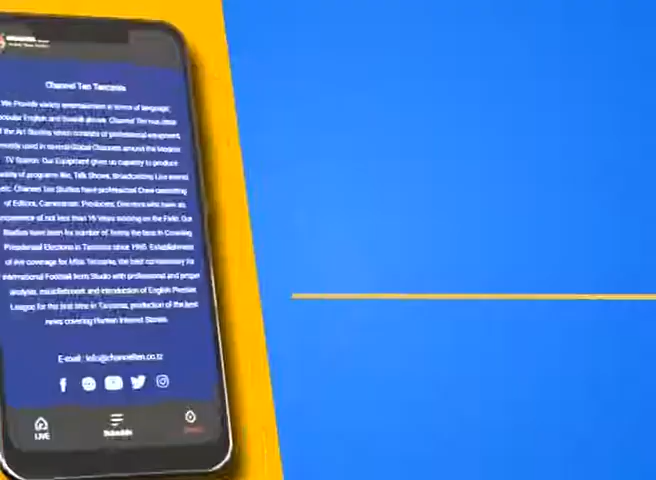 Channel Ten Tanzania
We Provide variety entertainment in terms of language,
popular English and Swahili shows. Channel Ten has state
of the Art Studios which consists of professional equipment,
mostly used in several Global Channels around the Modern
TV Station. Our Equipment gives us capacity to produce
variety of programs like, Talk Shows, Broadcasting Live events
etc. Channel Ten Studios have professional Crew consisting
of Editors, Cameraman, Producers, Directors who have an
experience of not less than 15 Years working on the Field. Our
Studios have been for number of being the best in Covering
Presidential Elections in Tanzania since 1995. Establishment
of live coverage for Miss Tanzania, the best commentary for
International Football from Studio with professional and proper
analysis, establishment and introduction of English Premier
League for the first time in Tanzania, production of the best
news covering Human Interest Stories.
E-mail : info@channelten.co.tz
LIVE
Schedule